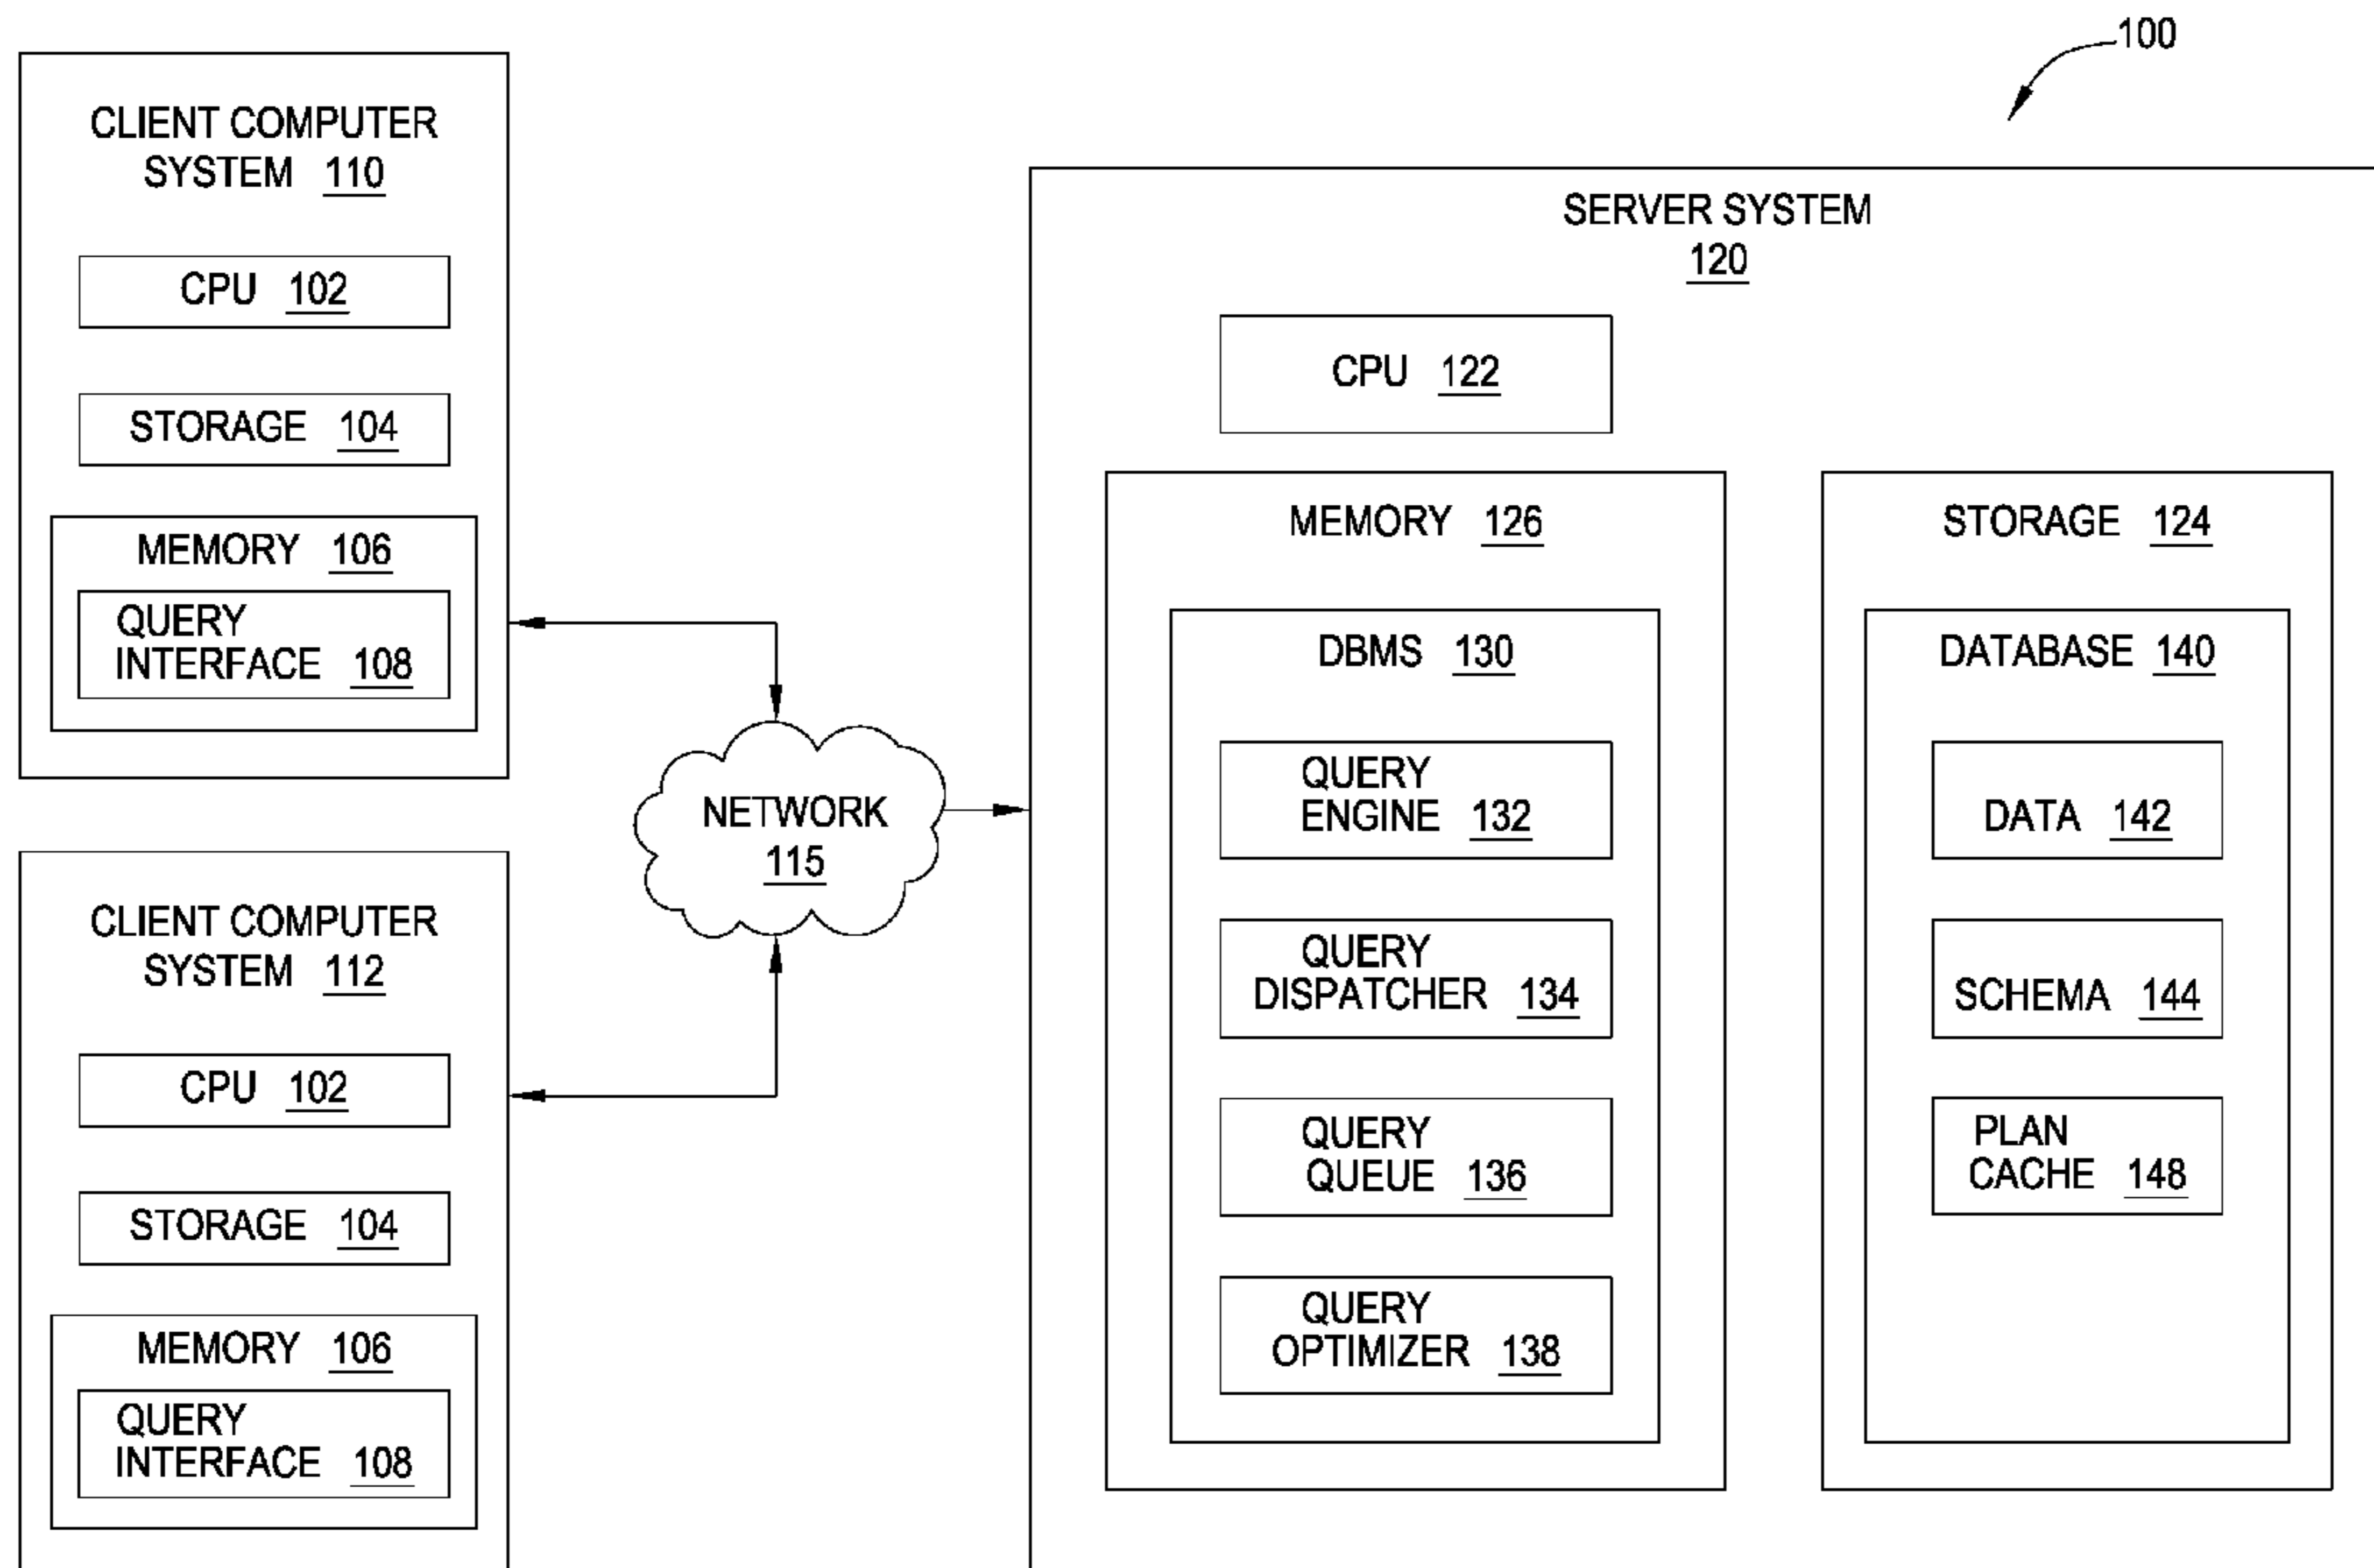 100
CLIENT COMPUTER
SYSTEM 110
CPU 102
STORAGE 104
MEMORY 106
QUERY
INTERFACE 108
CLIENT COMPUTER
SYSTEM 112
CPU 102
STORAGE 104
MEMORY 106
QUERY
INTERFACE 108
NETWORK
115
SERVER SYSTEM
120
CPU 122
MEMORY 126
DBMS 130
QUERY
ENGINE 132
QUERY
DISPATCHER 134
QUERY
QUEUE 136
QUERY
OPTIMIZER 138
STORAGE 124
DATABASE 140
DATA 142
SCHEMA 144
PLAN
CACHE 148